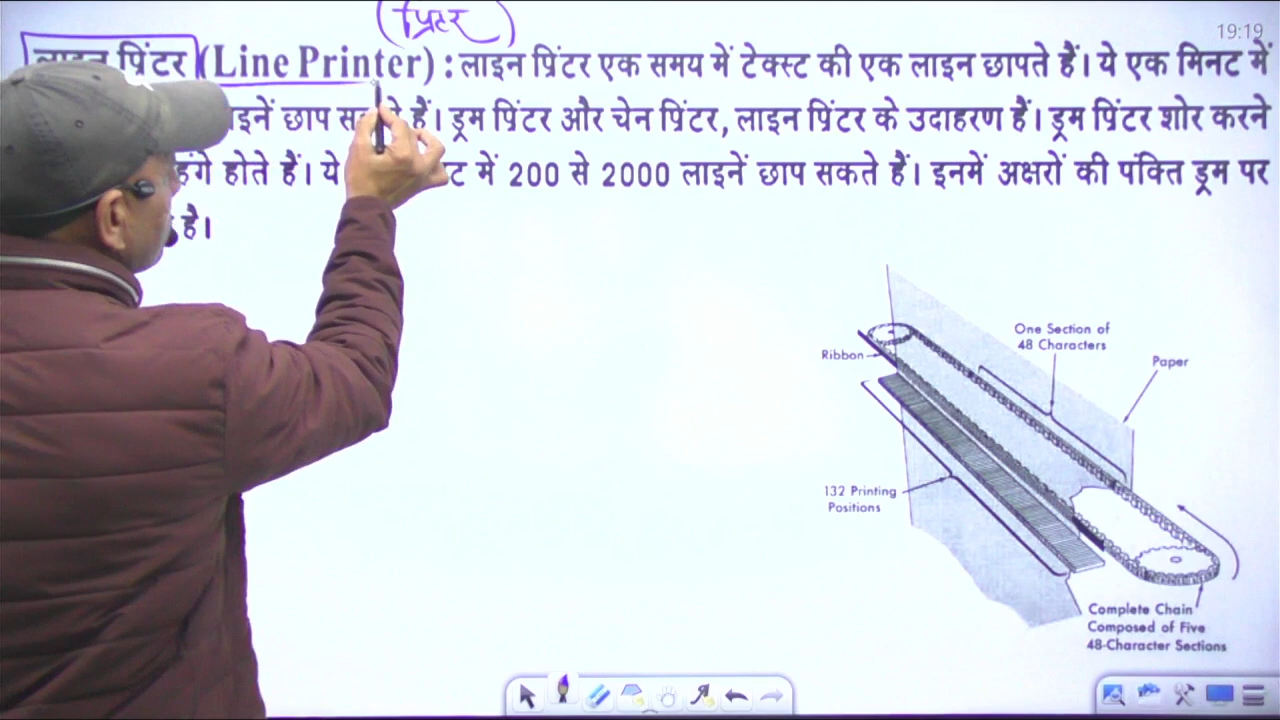 (प्रिंटर)
19:19
लाइन प्रिंटर (Line Printer) : लाइन प्रिंटर एक समय में टेक्स्ट की एक लाइन छापते हैं। ये एक मिनट में
लाइनें छाप सकते हैं। ड्रम प्रिंटर और चेन प्रिंटर, लाइन प्रिंटर के उदाहरण हैं। ड्रम प्रिंटर शोर करने
होते हैं। ये में 200 से 2000 लाइनें छाप सकते हैं। इनमें अक्षरों की पंक्ति ड्रम पर
है।
One Section of
48 Characters
Ribbon
Paper
132 Printing
Positions
Complete Chain
Composed of Five
48-Character Sections